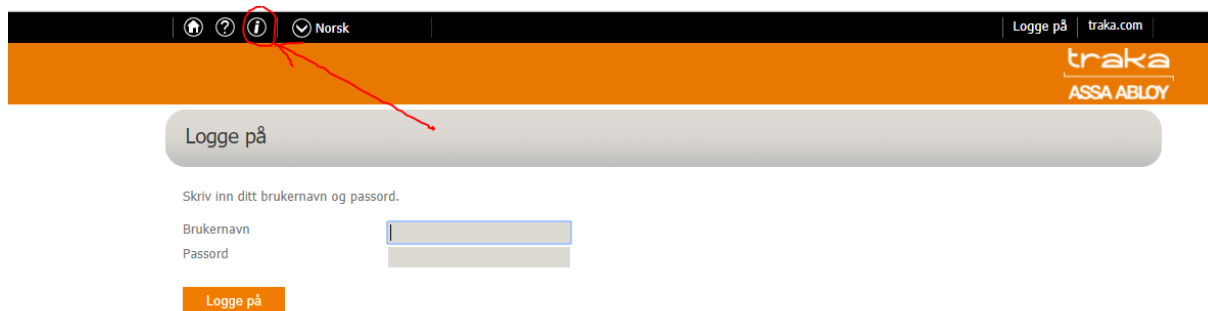 Norsk
Logge på
traka.com
traka
ASSA ABLOY
Logge på
Skriv inn ditt brukernavn og passord.
Brukernavn
Passord
Logge på